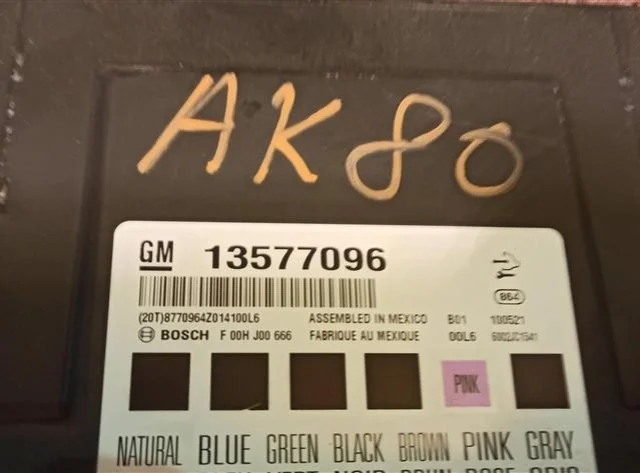 AK80
GM 13577096
864
(20T)8770964Z014100L6 ASSEMBLED IN MEXICO B01 100521
BOSCH F 00H J00 666 FABRIQUE AU MEXIQUE 00L6
PINK
NATURAL BLUE GREEN BLACK BROWN PINK GRAY